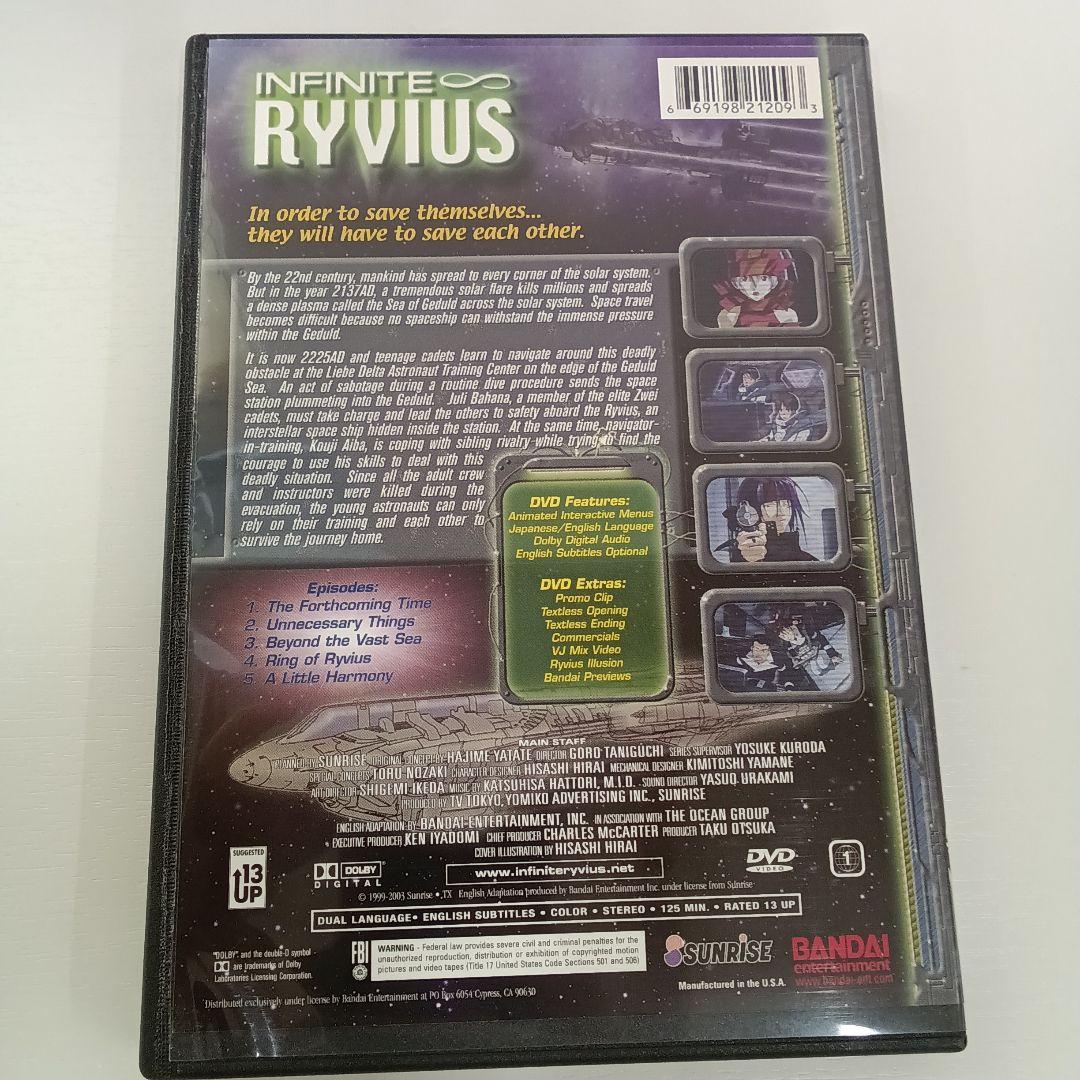 INFINITE ∞
RYVIUS
6 69198 21209 3
In order to save themselves...
they will have to save each other.
By the 22nd century, mankind has spread to every corner of the solar system.
But in the year 2137AD, a tremendous solar flare kills millions and spreads
a dense plasma called the Sea of Geduld across the solar system. Space travel
becomes difficult because no spaceship can withstand the immense pressure
within the Geduld.
It is now 2225AD and teenage cadets learn to navigate around this deadly
obstacle at the Liebe Delta Astronaut Training Center on the edge of the Geduld
Sea. An act of sabotage during a routine dive procedure sends the space
station plummeting into the Geduld. Juli Bahana, a member of the elite Zwei
cadets, must take charge and lead the others to safety aboard the Ryvius, an
interstellar space ship hidden inside the station. At the same time, navigator-
in-training, Kouji Aiba, is coping with sibling rivalry while trying to find the
courage to use his skills to deal with this
deadly situation. Since all the adult crew
and instructors were killed during the
evacuation, the young astronauts can only
rely on their training and each other to
survive the journey home.
DVD Features:
Animated Interactive Menus
Japanese/English Language
Dolby Digital Audio
English Subtitles Optional
DVD Extras:
Promo Clip
Textless Opening
Textless Ending
Commercials
VJ Mix Video
Ryvius Illusion
Bandai Previews
Episodes:
1. The Forthcoming Time
2. Unnecessary Things
3. Beyond the Vast Sea
4. Ring of Ryvius
5. A Little Harmony
MAIN STAFF
PLANNED BY SUNRISE ORIGINAL CONCEPT BY HAJIME YATATE DIRECTOR GORO TANIGUCHI SERIES SUPERVISOR YOSUKE KURODA
SPECIAL CONCEPTS TORU NOZAKI CHARACTER DESIGNER HISASHI HIRAI MECHANICAL DESIGNER KIMITOSHI YAMANE
ART DIRECTOR SHIGEMI IKEDA MUSIC BY KATSUHISA HATTORI, M.I.D. SOUND DIRECTOR YASUO URAKAMI
PRODUCED BY TV TOKYO, YOMIKO ADVERTISING INC., SUNRISE
ENGLISH ADAPTATION BY BANDAI ENTERTAINMENT, INC. IN ASSOCIATION WITH THE OCEAN GROUP
EXECUTIVE PRODUCER KEN IYADOMI CHIEF PRODUCER CHARLES McCARTER PRODUCER TAKU OTSUKA
COVER ILLUSTRATION BY HISASHI HIRAI
SUGGESTED
13
UP
DOLBY
DIGITAL
www.infiniteryvius.net
DVD
VIDEO
1
© 1999-2003 Sunrise • TX English Adaptation produced by Bandai Entertainment Inc. under license from Sunrise
DUAL LANGUAGE • ENGLISH SUBTITLES • COLOR • STEREO • 125 MIN. • RATED 13 UP
"DOLBY" and the double-D symbol
are trademarks of Dolby
Laboratories Licensing Corporation.
FBI
WARNING - Federal law provides severe civil and criminal penalties for the
unauthorized reproduction, distribution or exhibition of copyrighted motion
pictures and video tapes (Title 17 United States Code Sections 501 and 506)
SUNRISE
BANDAI
entertainment
www.bandai-ent.com
Manufactured in the U.S.A.
Distributed exclusively under license by Bandai Entertainment at PO Box 6054 Cypress, CA 90630